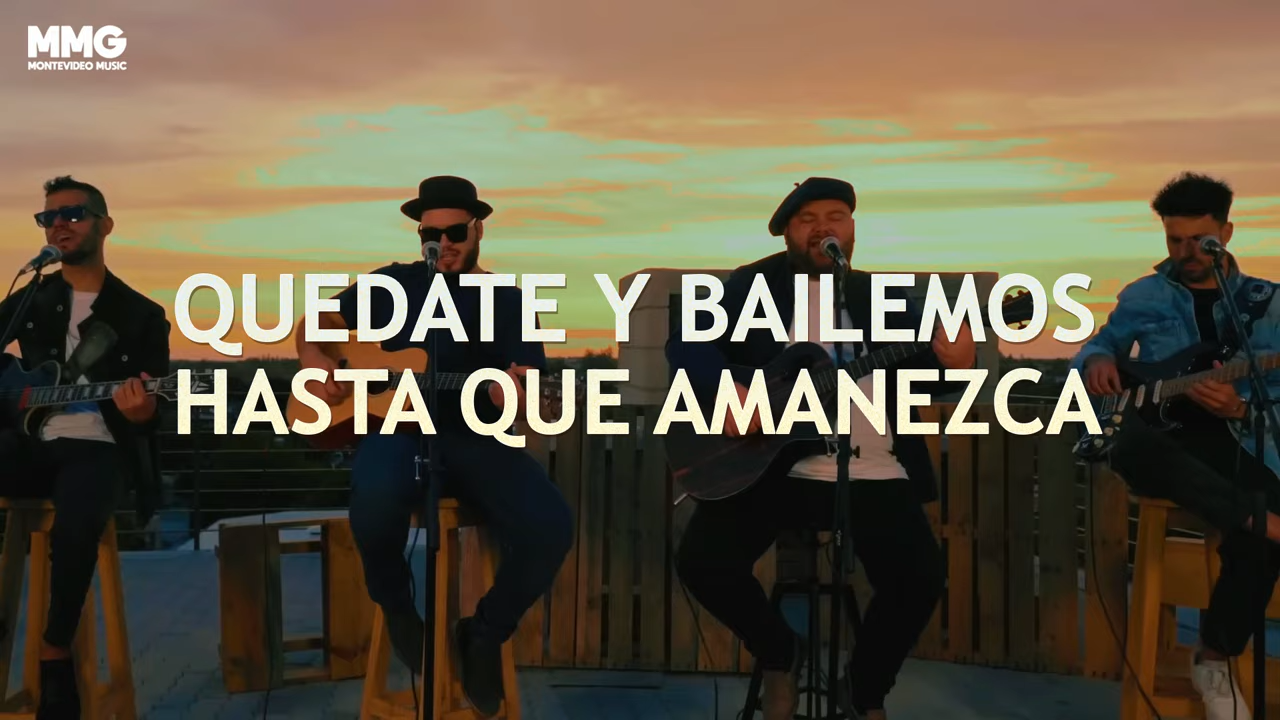 MMG
MONTEVIDEO MUSIC
QUEDATE Y BAILEMOS
HASTA QUE AMANEZCA